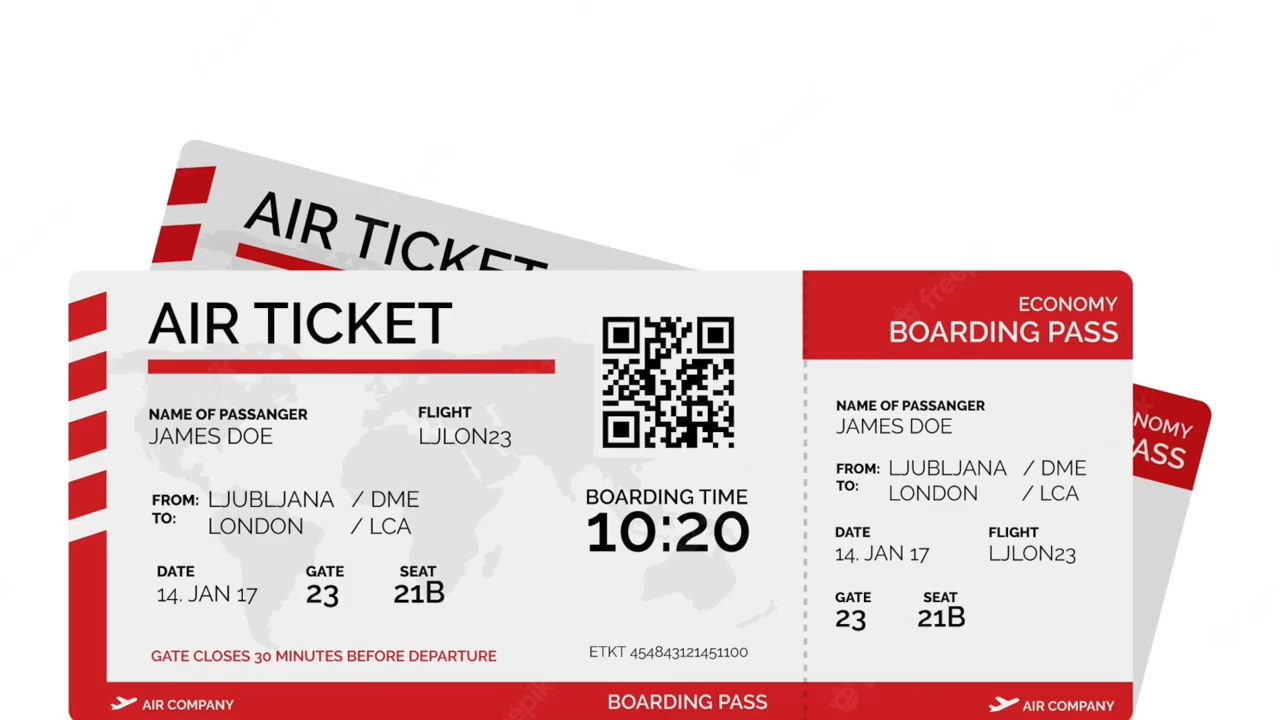 AIR TICKET
AIR TICKET
NAME OF PASSANGER
JAMES DOE
FLIGHT
LJLON23
FROM: LJUBLJANA / DME
TO: LONDON / LCA
DATE
14. JAN 17
GATE
23
SEAT
21B
GATE CLOSES 30 MINUTES BEFORE DEPARTURE
BOARDING TIME
10:20
ETKT 454843121451100
AIR COMPANY
BOARDING PASS
ECONOMY
BOARDING PASS
NAME OF PASSANGER
JAMES DOE
FROM: LJUBLJANA / DME
TO: LONDON / LCA
DATE
14. JAN 17
FLIGHT
LJLON23
GATE
23
SEAT
21B
AIR COMPANY
NOMY
ASS